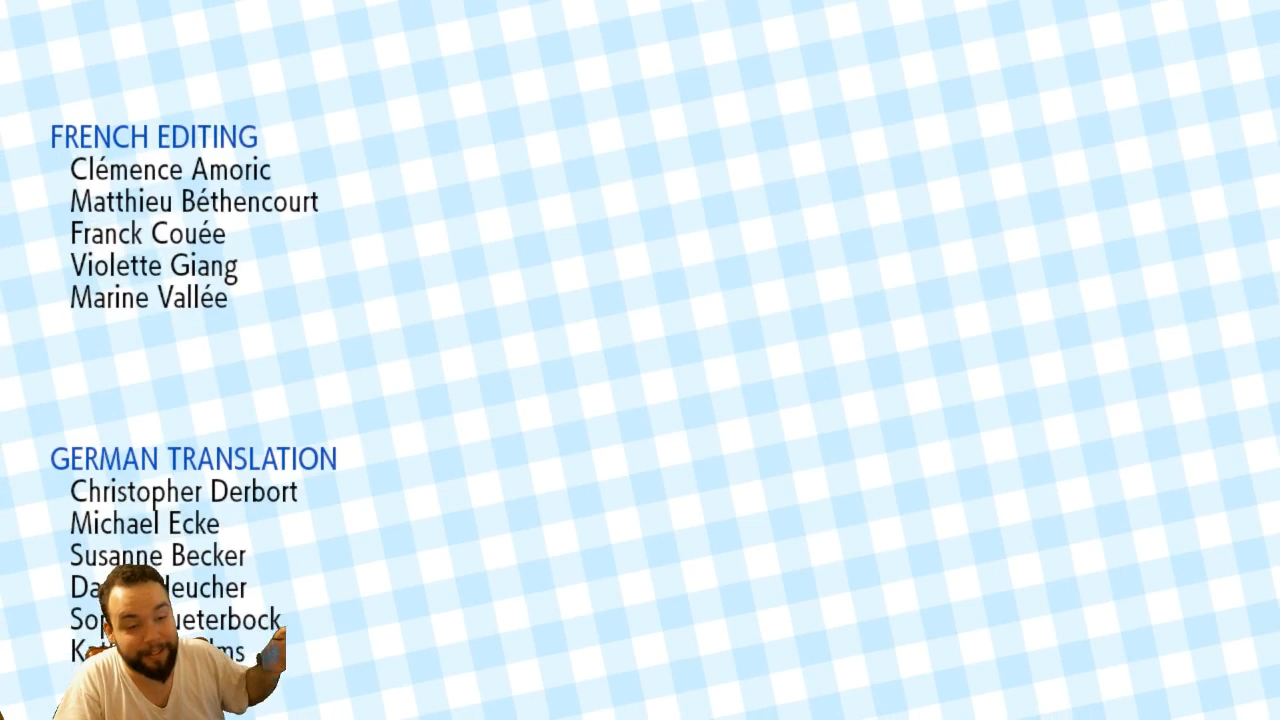 FRENCH EDITING
Clémence Amoric
Matthieu Béthencourt
Franck Couée
Violette Giang
Marine Vallée
GERMAN TRANSLATION
Christopher Derbort
Michael Ecke
Susanne Becker